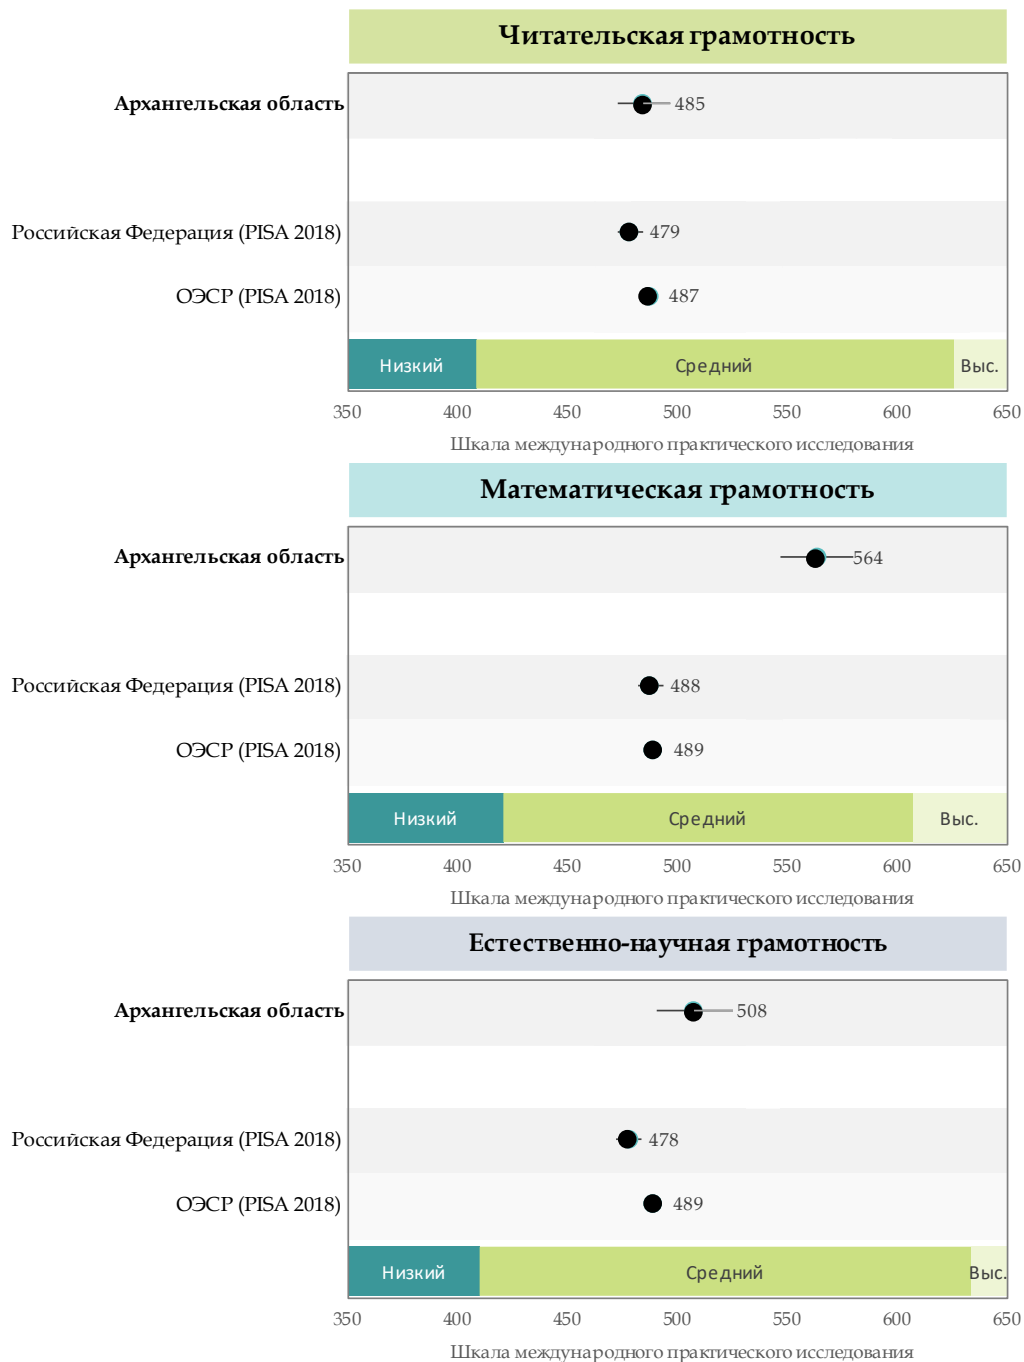 Читательская грамотность
Архангельская область
485
Российская Федерация (PISA 2018)
479
ОЭСР (PISA 2018)
487
Низкий Средний Выс.
350 400 450 500 550 600 650
Шкала международного практического исследования
Математическая грамотность
Архангельская область
564
Российская Федерация (PISA 2018)
488
ОЭСР (PISA 2018)
489
Низкий Средний Выс.
350 400 450 500 550 600 650
Шкала международного практического исследования
Естественно-научная грамотность
Архангельская область
508
Российская Федерация (PISA 2018)
478
ОЭСР (PISA 2018)
489
Низкий Средний Выс.
350 400 450 500 550 600 650
Шкала международного практического исследования